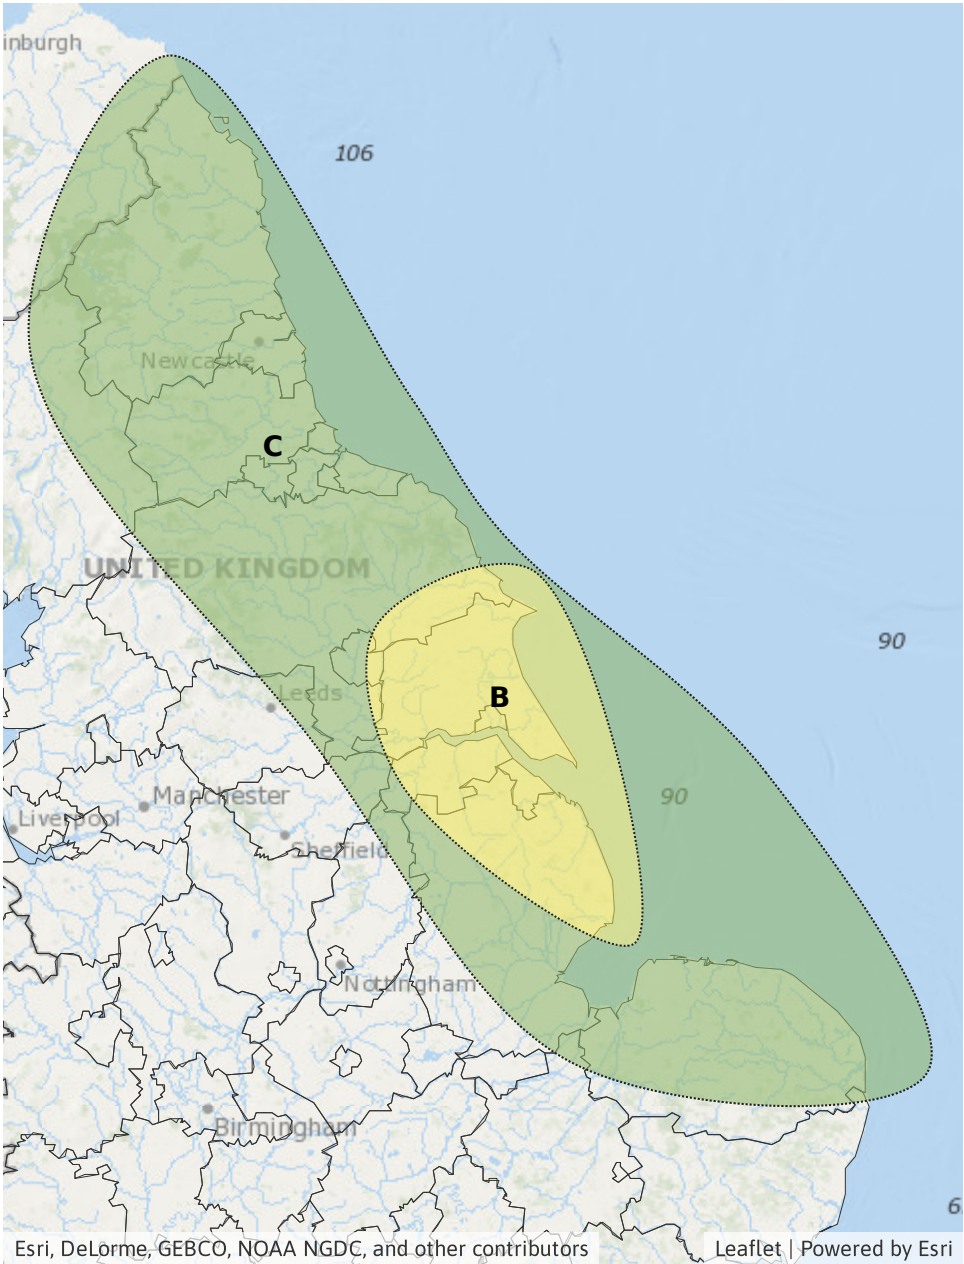 inburgh
106
Newcastle
C
UNITED KINGDOM
90
Leeds
B
90
Manchester
Liverpool
Sheffield
Nottingham
Birmingham
6
Esri, DeLorme, GEBCO, NOAA NGDC, and other contributors
Leaflet | Powered by Esri